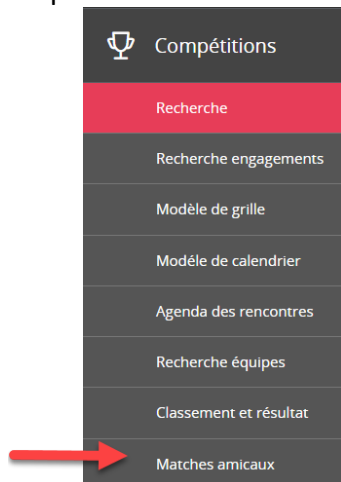 Compétitions
Recherche
Recherche engagements
Modèle de grille
Modéle de calendrier
Agenda des rencontres
Recherche équipes
Classement et résultat
Matches amicaux